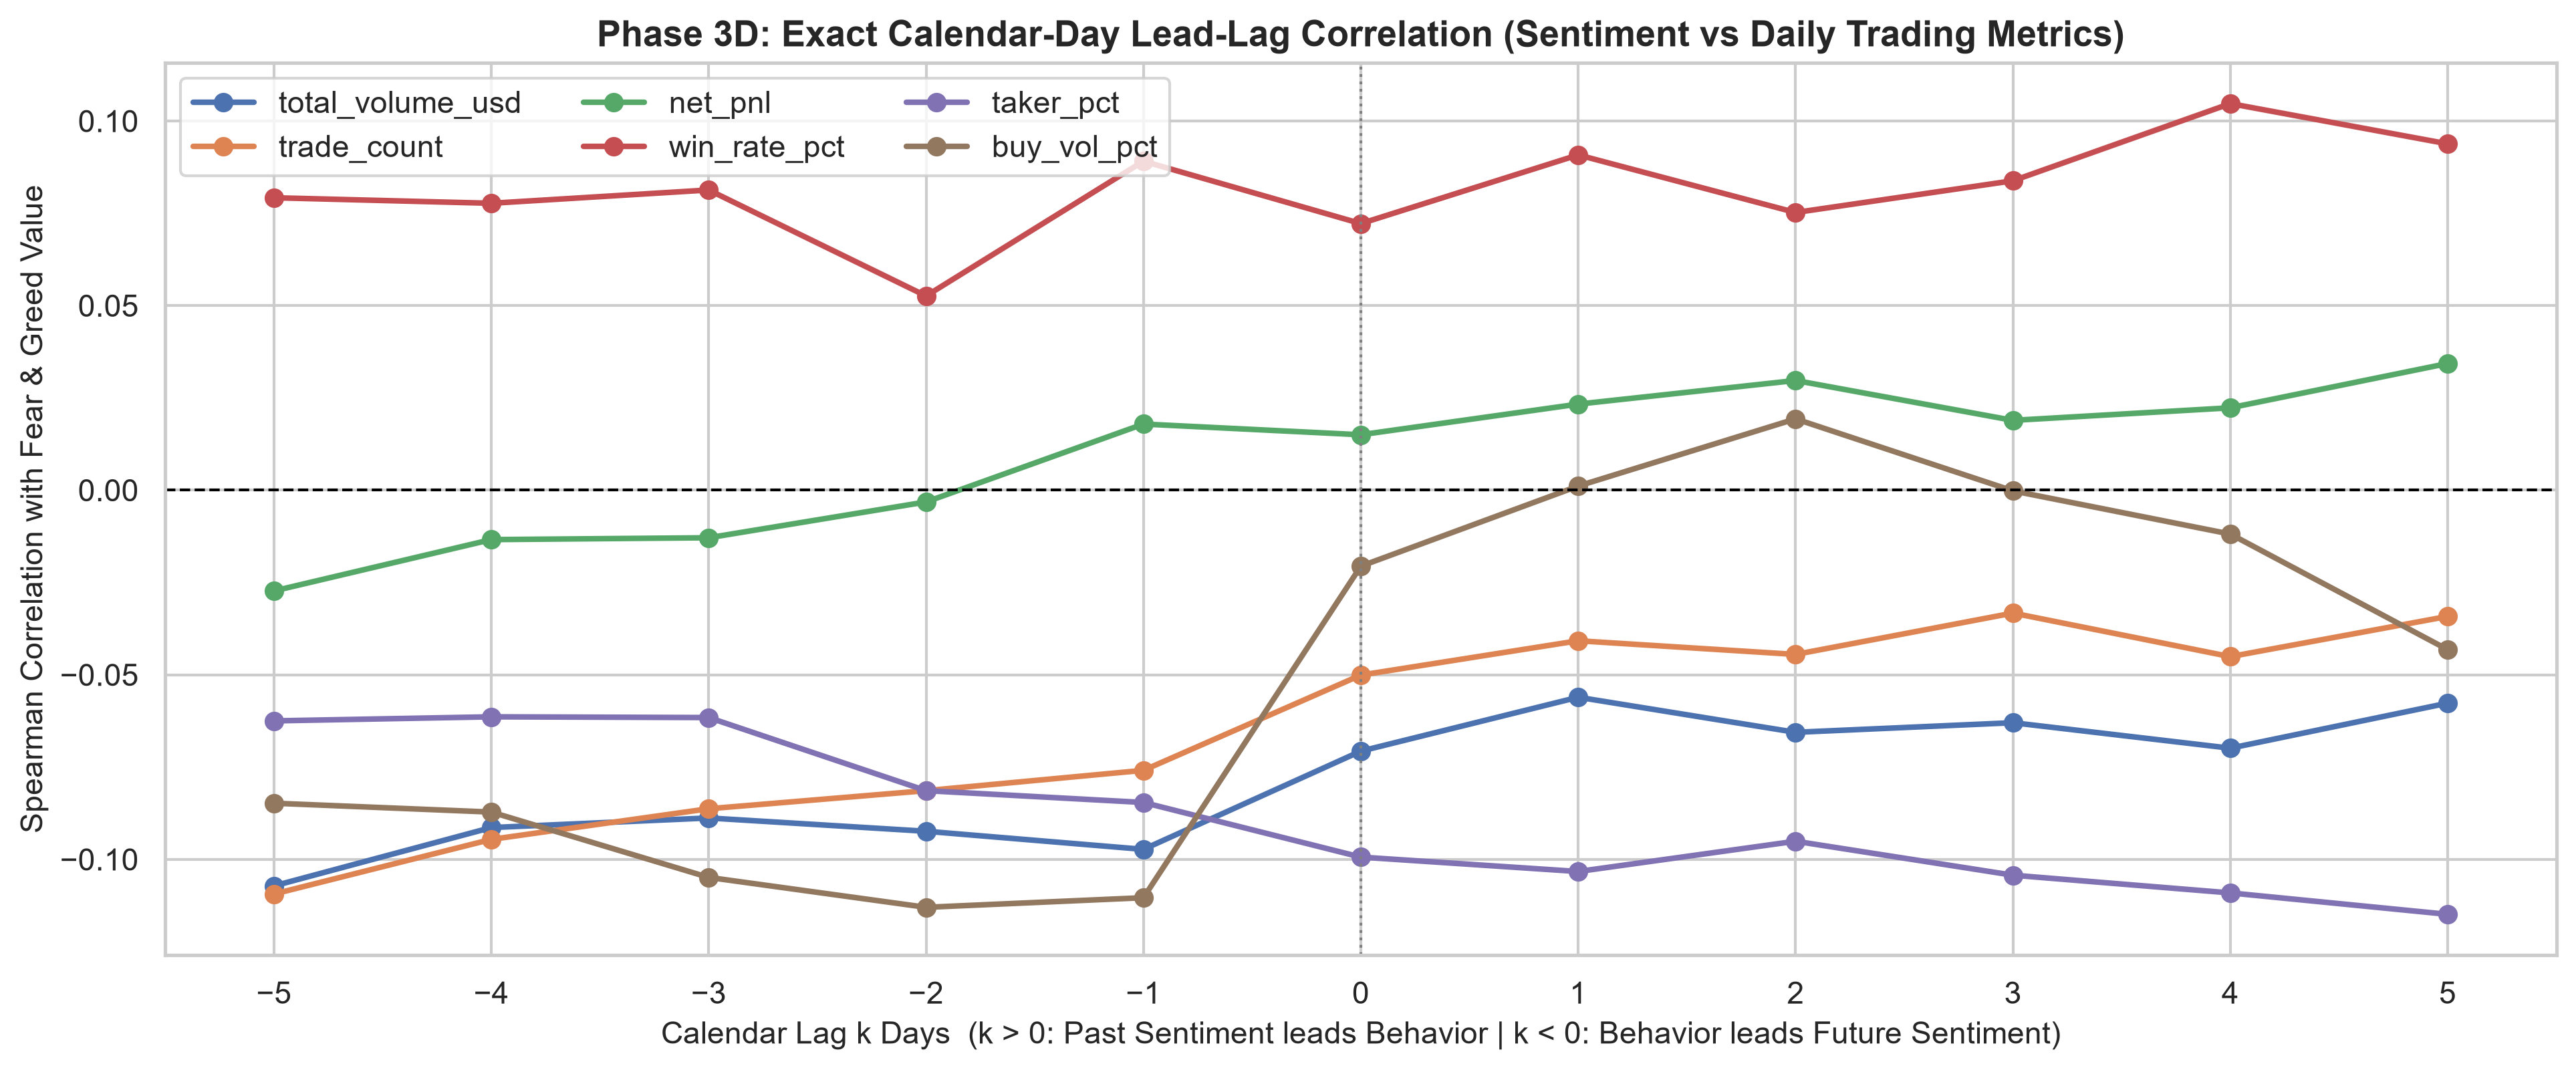 Phase 3D: Exact Calendar-Day Lead-Lag Correlation (Sentiment vs Daily Trading Metrics)
total_volume_usd
trade_count
net_pnl
win_rate_pct
taker_pct
buy_vol_pct
Spearman Correlation with Fear & Greed Value
0.10
0.05
0.00
−0.05
−0.10
−5 −4 −3 −2 −1 0 1 2 3 4 5
Calendar Lag k Days  (k > 0: Past Sentiment leads Behavior | k < 0: Behavior leads Future Sentiment)